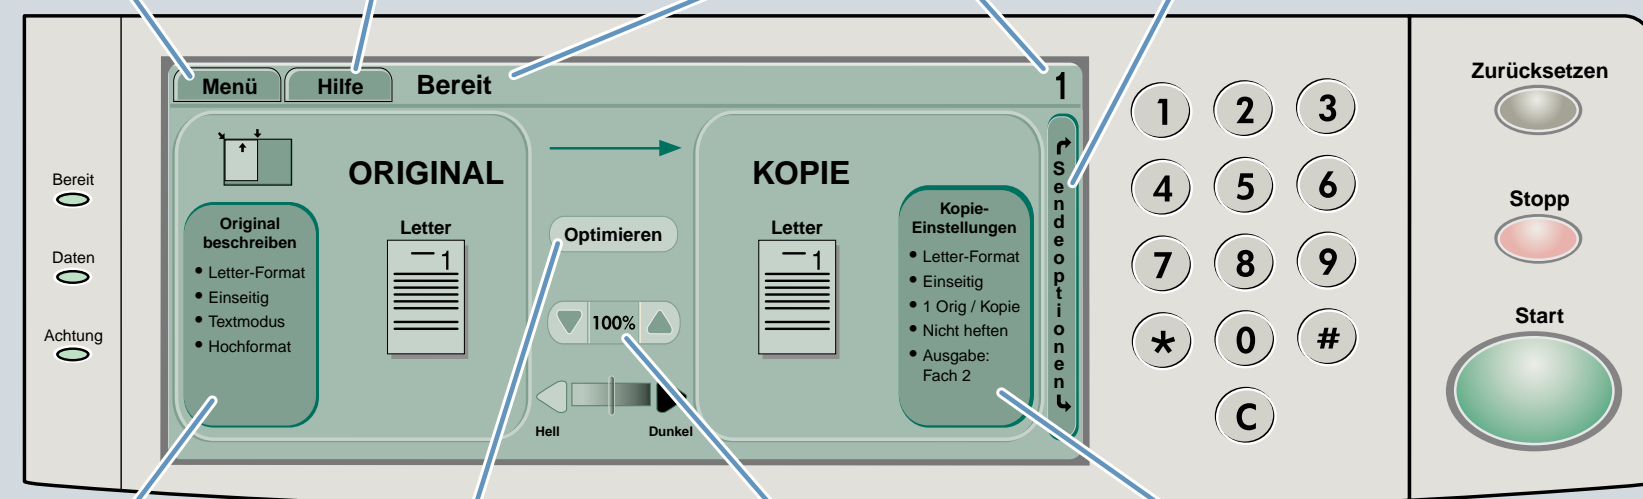 Menü
Hilfe
Bereit
1
Bereit
Daten
Achtung
ORIGINAL
Original
beschreiben
• Letter-Format
• Einseitig
• Textmodus
• Hochformat
Letter
1
Optimieren
100%
Hell
Dunkel
KOPIE
Letter
1
Kopie-
Einstellungen
• Letter-Format
• Einseitig
• 1 Orig / Kopie
• Nicht heften
• Ausgabe:
Fach 2
Sendeoptionen
1 2 3
4 5 6
7 8 9
* 0 #
C
Zurücksetzen
Stopp
Start